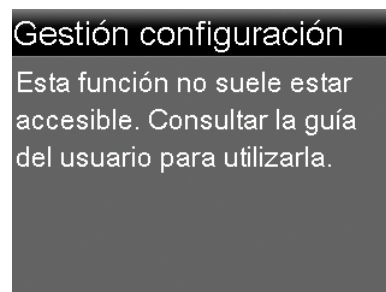 Gestión configuración
Esta función no suele estar
accesible. Consultar la guía
del usuario para utilizarla.